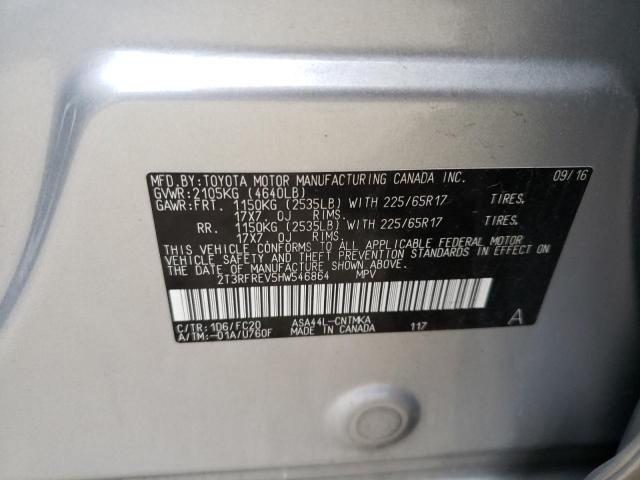 MFD.BY:TOYOTA MOTOR MANUFACTURING CANADA INC. 09/16
GVWR:2105KG (4640LB)
GAWR:FRT. 1150KG (2535LB) WITH 225/65R17 TIRES.
17X7. 0J RIMS.
RR. 1150KG (2535LB) WITH 225/65R17 TIRES.
17X7. 0J RIMS.
THIS VEHICLE CONFORMS TO ALL APPLICABLE FEDERAL MOTOR
VEHICLE SAFETY AND THEFT PREVENTION STANDARDS IN EFFECT
ON THE DATE OF MANUFACTURE SHOWN ABOVE.
2T3RFREV5HW546864 MPV
C/TR:1D6/FC20 ASA44L-CNTMKA 117 A
A/TM:-01A/U760F MADE IN CANADA